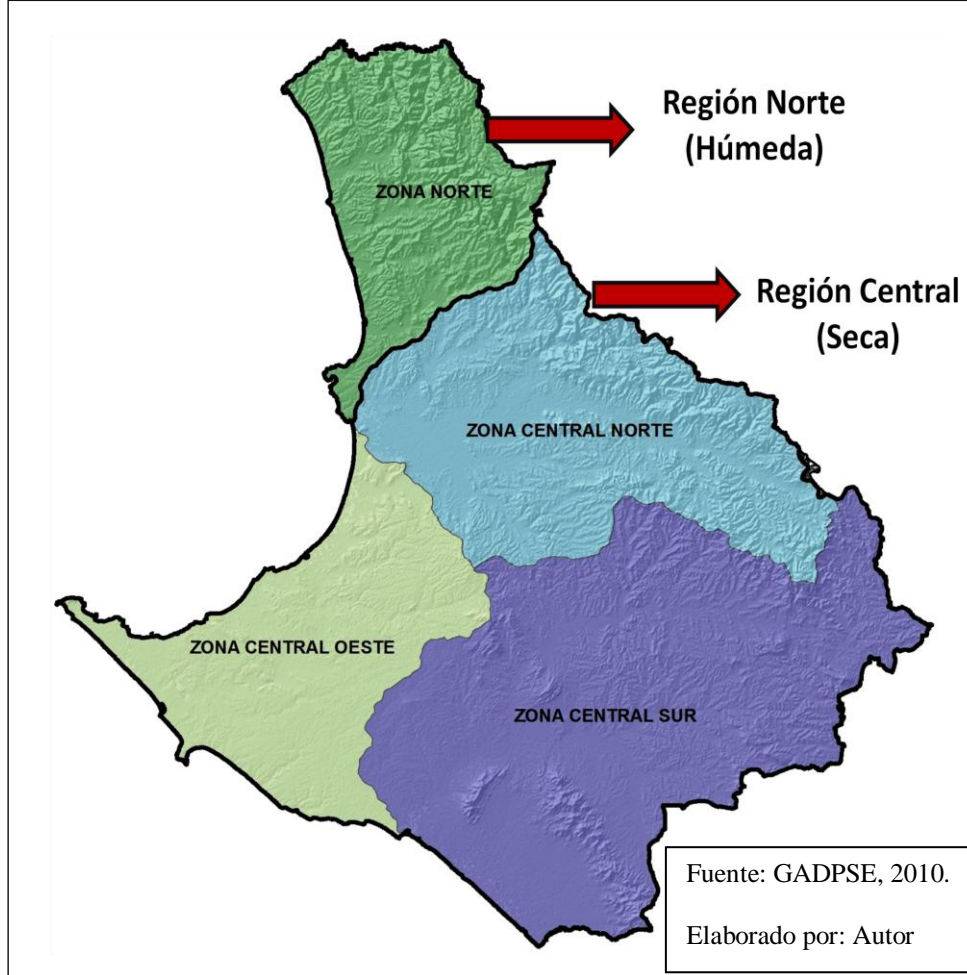 Región Norte
(Húmeda)
ZONA NORTE
Región Central
(Seca)
ZONA CENTRAL NORTE
ZONA CENTRAL OESTE
ZONA CENTRAL SUR
Fuente: GADPSE, 2010.
Elaborado por: Autor